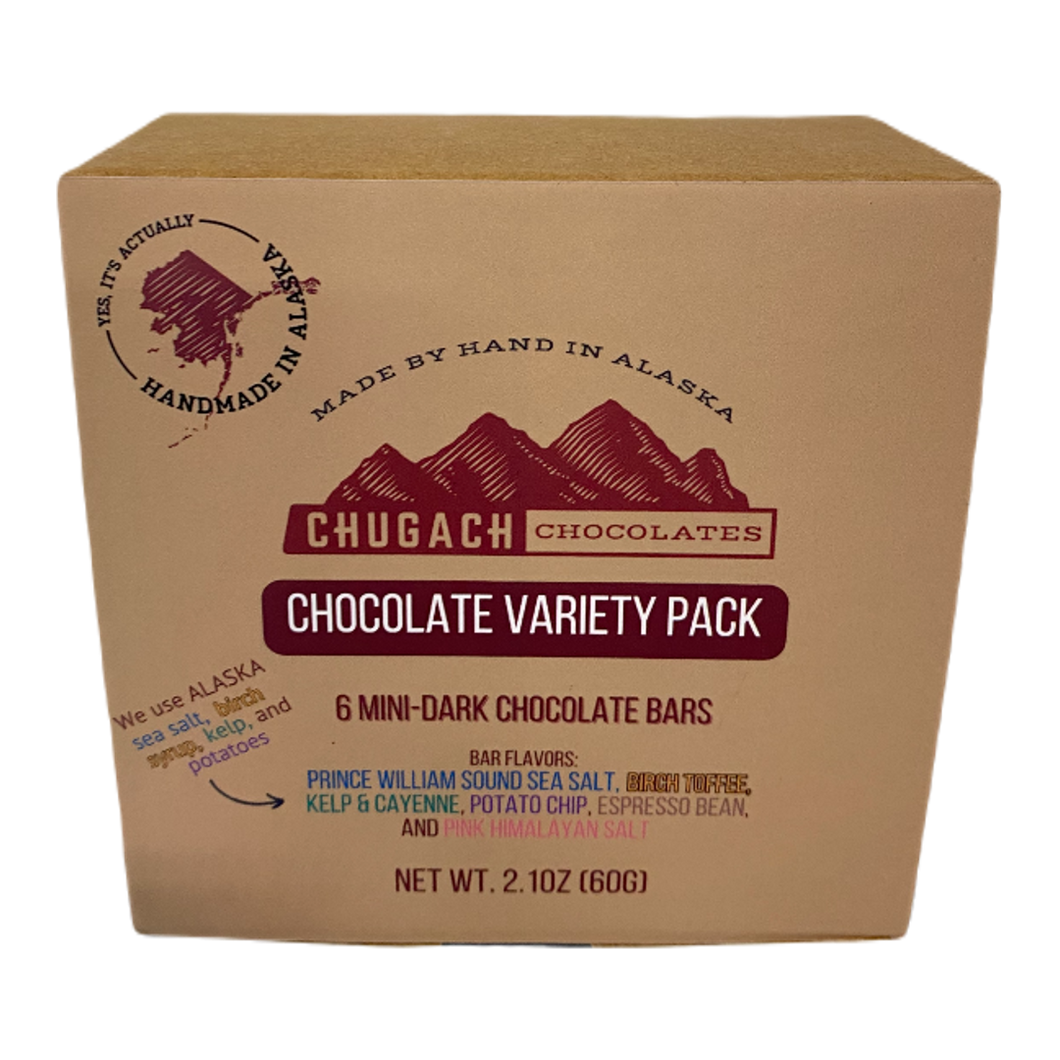 YES, IT'S ACTUALLY
HANDMADE IN ALASKA
MADE BY HAND IN ALASKA
CHUGACH CHOCOLATES
CHOCOLATE VARIETY PACK
We use ALASKA
sea salt, birch
syrup, kelp, and
potatoes
6 MINI-DARK CHOCOLATE BARS
BAR FLAVORS:
PRINCE WILLIAM SOUND SEA SALT, BIRCH TOFFEE,
KELP & CAYENNE, POTATO CHIP, ESPRESSO BEAN,
AND PINK HIMALAYAN SALT
NET WT. 2.1OZ (60G)